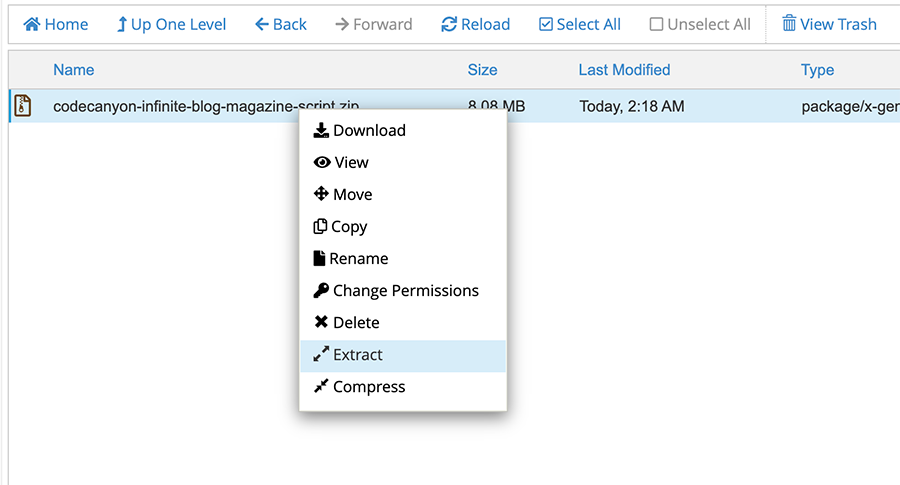 Home Up One Level Back Forward Reload Select All Unselect All View Trash
Name Size Last Modified Type
codecanyon-infinite-blog-magazine-script.zip 8.08 MB Today, 2:18 AM package/x-gen
Download
View
Move
Copy
Rename
Change Permissions
Delete
Extract
Compress